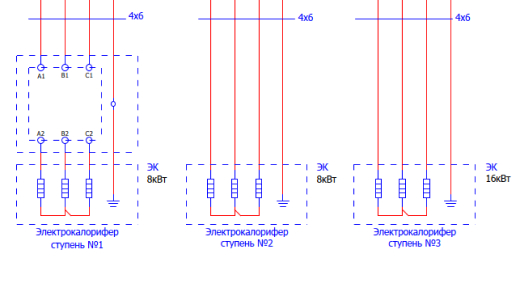 4x6
4x6
4x6
A1 B1 C1
A2 B2 C2
ЭК
8кВт
ЭК
8кВт
ЭК
16кВт
Электрокалорифер
ступень №1
Электрокалорифер
ступень №2
Электрокалорифер
ступень №3